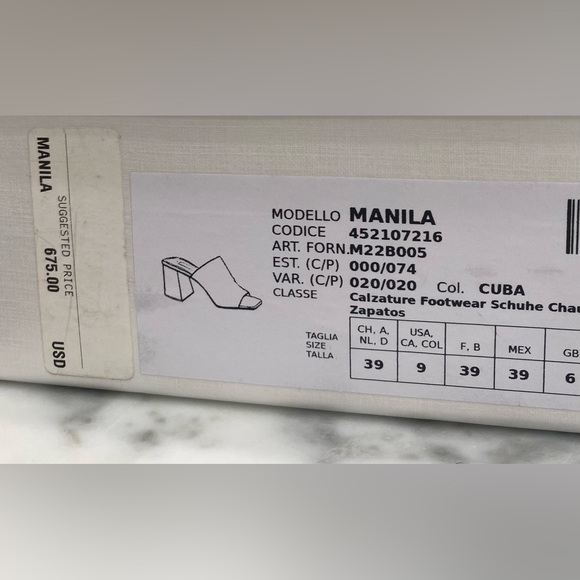 MANILA
SUGGESTED PRICE
675.00 USD
MODELLO MANILA
CODICE 452107216
ART. FORN. M22B005
EST. (C/P) 000/074
VAR. (C/P) 020/020 Col. CUBA
CLASSE Calzature Footwear Schuhe Chau
Zapatos
TAGLIA
SIZE
TALLA
CH, A, NL, D USA, CA, COL F, B MEX GB
39 9 39 39 6